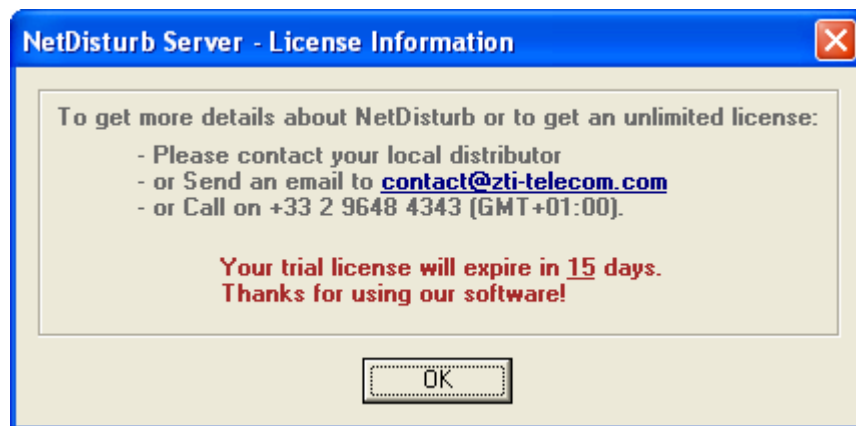 NetDisturb Server - License Information
To get more details about NetDisturb or to get an unlimited license:
- Please contact your local distributor
- or Send an email to contact@zti-telecom.com
- or Call on +33 2 9648 4343 (GMT+01:00).
Your trial license will expire in 15 days.
Thanks for using our software!
OK